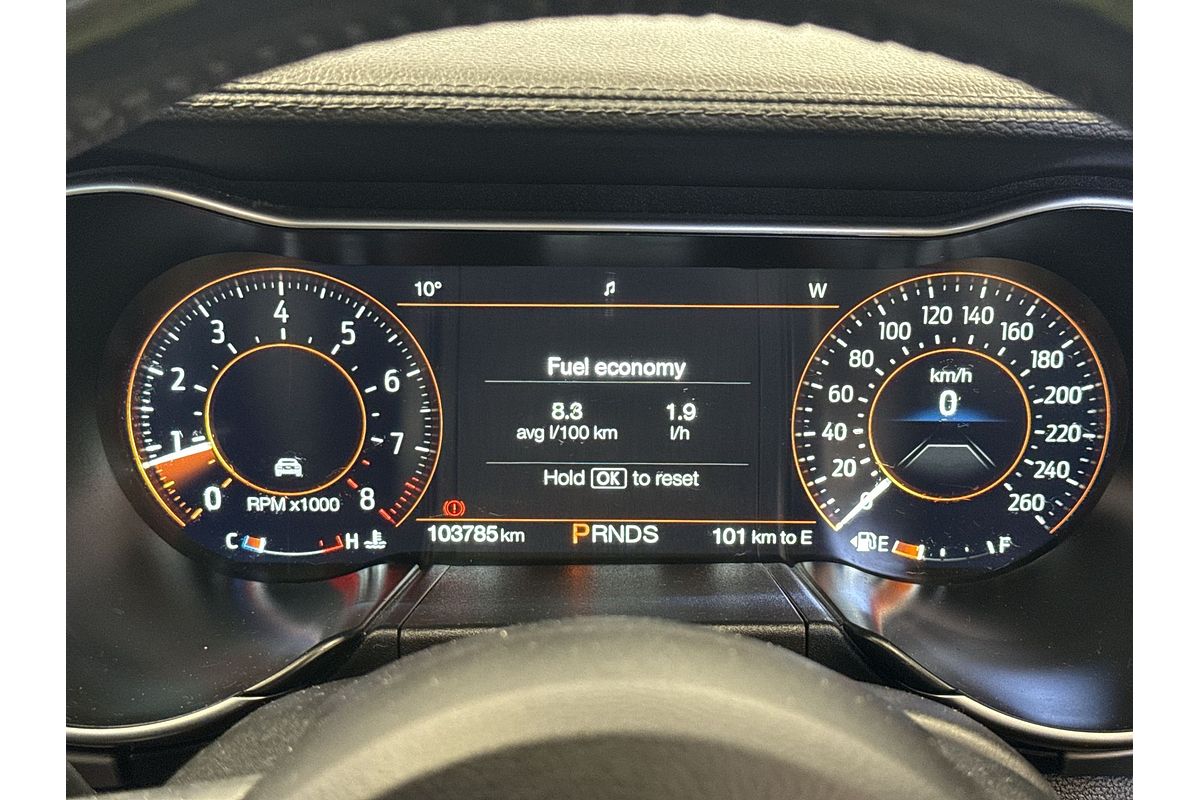 10° W
Fuel economy
8.3 1.9
avg l/100 km l/h
Hold OK to reset
0 1 2 3 4 5 6 7 8
RPM x1000
C H
103785 km PRNDS 101 km to E
0 20 40 60 80 100 120 140 160 180 200 220 240 260
km/h
0
E F